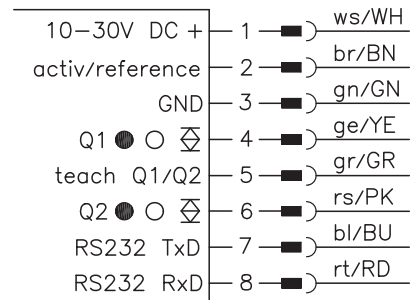 10-30V DC + 1 ws/WH
activ/reference 2 br/BN
GND 3 gn/GN
Q1 4 ge/YE
teach Q1/Q2 5 gr/GR
Q2 6 rs/PK
RS232 TxD 7 bl/BU
RS232 RxD 8 rt/RD